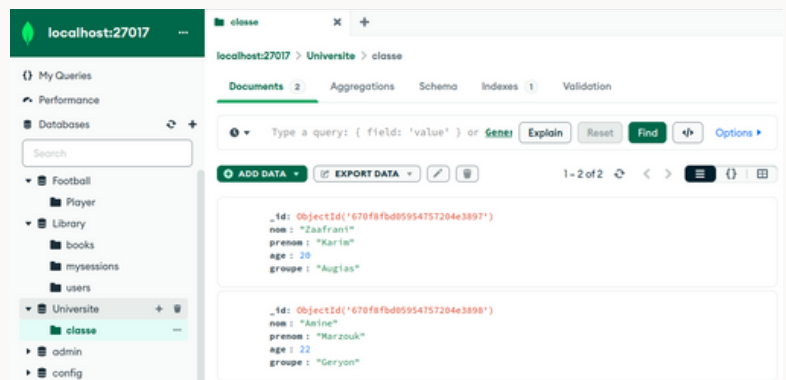 localhost:27017 ...
{} My Queries
Performance
Databases
Search
Football
Player
Library
books
mysessions
users
Universite
classe
admin
config
classe
localhost:27017 > Universite > classe
Documents 2 Aggregations Schema Indexes 1 Validation
Type a query: { field: 'value' } or Gener Explain Reset Find </> Options
ADD DATA EXPORT DATA 1-2 of 2 {}
_id: ObjectId('670f8fbd05954757204e3897')
nom : "Zaafrani"
prenom : "Karim"
age : 20
groupe : "Augias"
_id: ObjectId('670f8fbd05954757204e3898')
nom : "Amine"
prenom : "Marzouk"
age : 22
groupe : "Geryon"